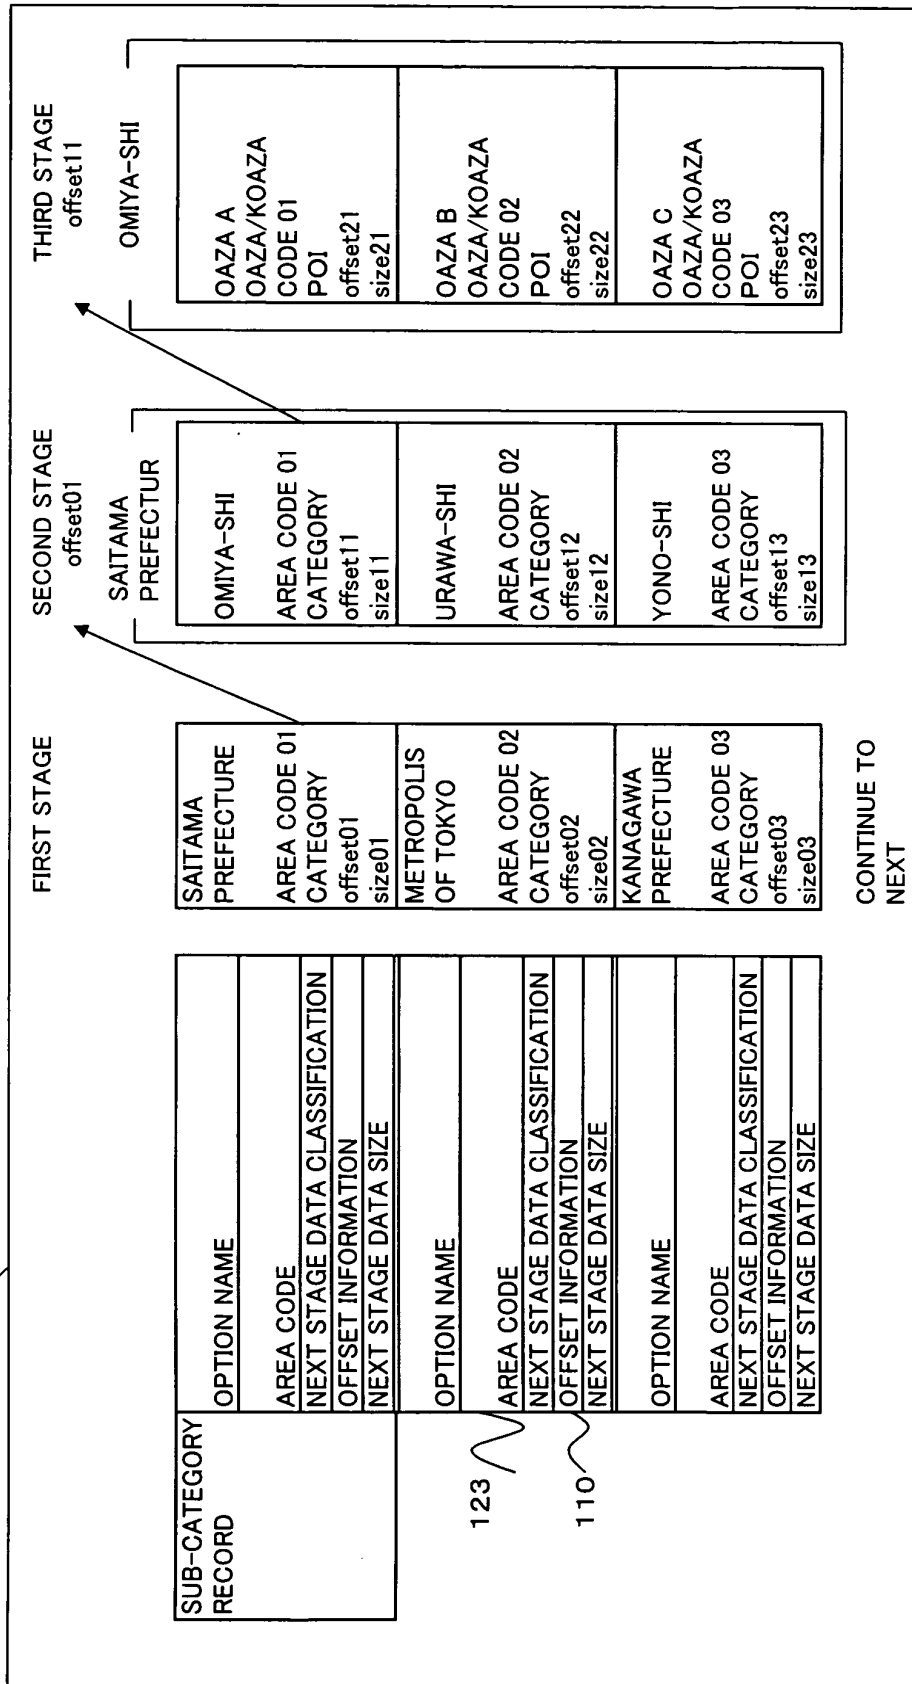 SUB-CATEGORY
RECORD
OPTION NAME
AREA CODE
NEXT STAGE DATA CLASSIFICATION
OFFSET INFORMATION
NEXT STAGE DATA SIZE
OPTION NAME
AREA CODE
NEXT STAGE DATA CLASSIFICATION
OFFSET INFORMATION
NEXT STAGE DATA SIZE
OPTION NAME
AREA CODE
NEXT STAGE DATA CLASSIFICATION
OFFSET INFORMATION
NEXT STAGE DATA SIZE
123
110
FIRST STAGE
SAITAMA
PREFECTURE
AREA CODE 01
CATEGORY
offset01
size01
METROPOLIS
OF TOKYO
AREA CODE 02
CATEGORY
offset02
size02
KANAGAWA
PREFECTURE
AREA CODE 03
CATEGORY
offset03
size03
CONTINUE TO
NEXT
SECOND STAGE
offset01
SAITAMA
PREFECTUR
OMIYA-SHI
AREA CODE 01
CATEGORY
offset11
size11
URAWA-SHI
AREA CODE 02
CATEGORY
offset12
size12
YONO-SHI
AREA CODE 03
CATEGORY
offset13
size13
THIRD STAGE
offset11
OMIYA-SHI
OAZA A
OAZA/KOAZA
CODE 01
POI
offset21
size21
OAZA B
OAZA/KOAZA
CODE 02
POI
offset22
size22
OAZA C
OAZA/KOAZA
CODE 03
POI
offset23
size23